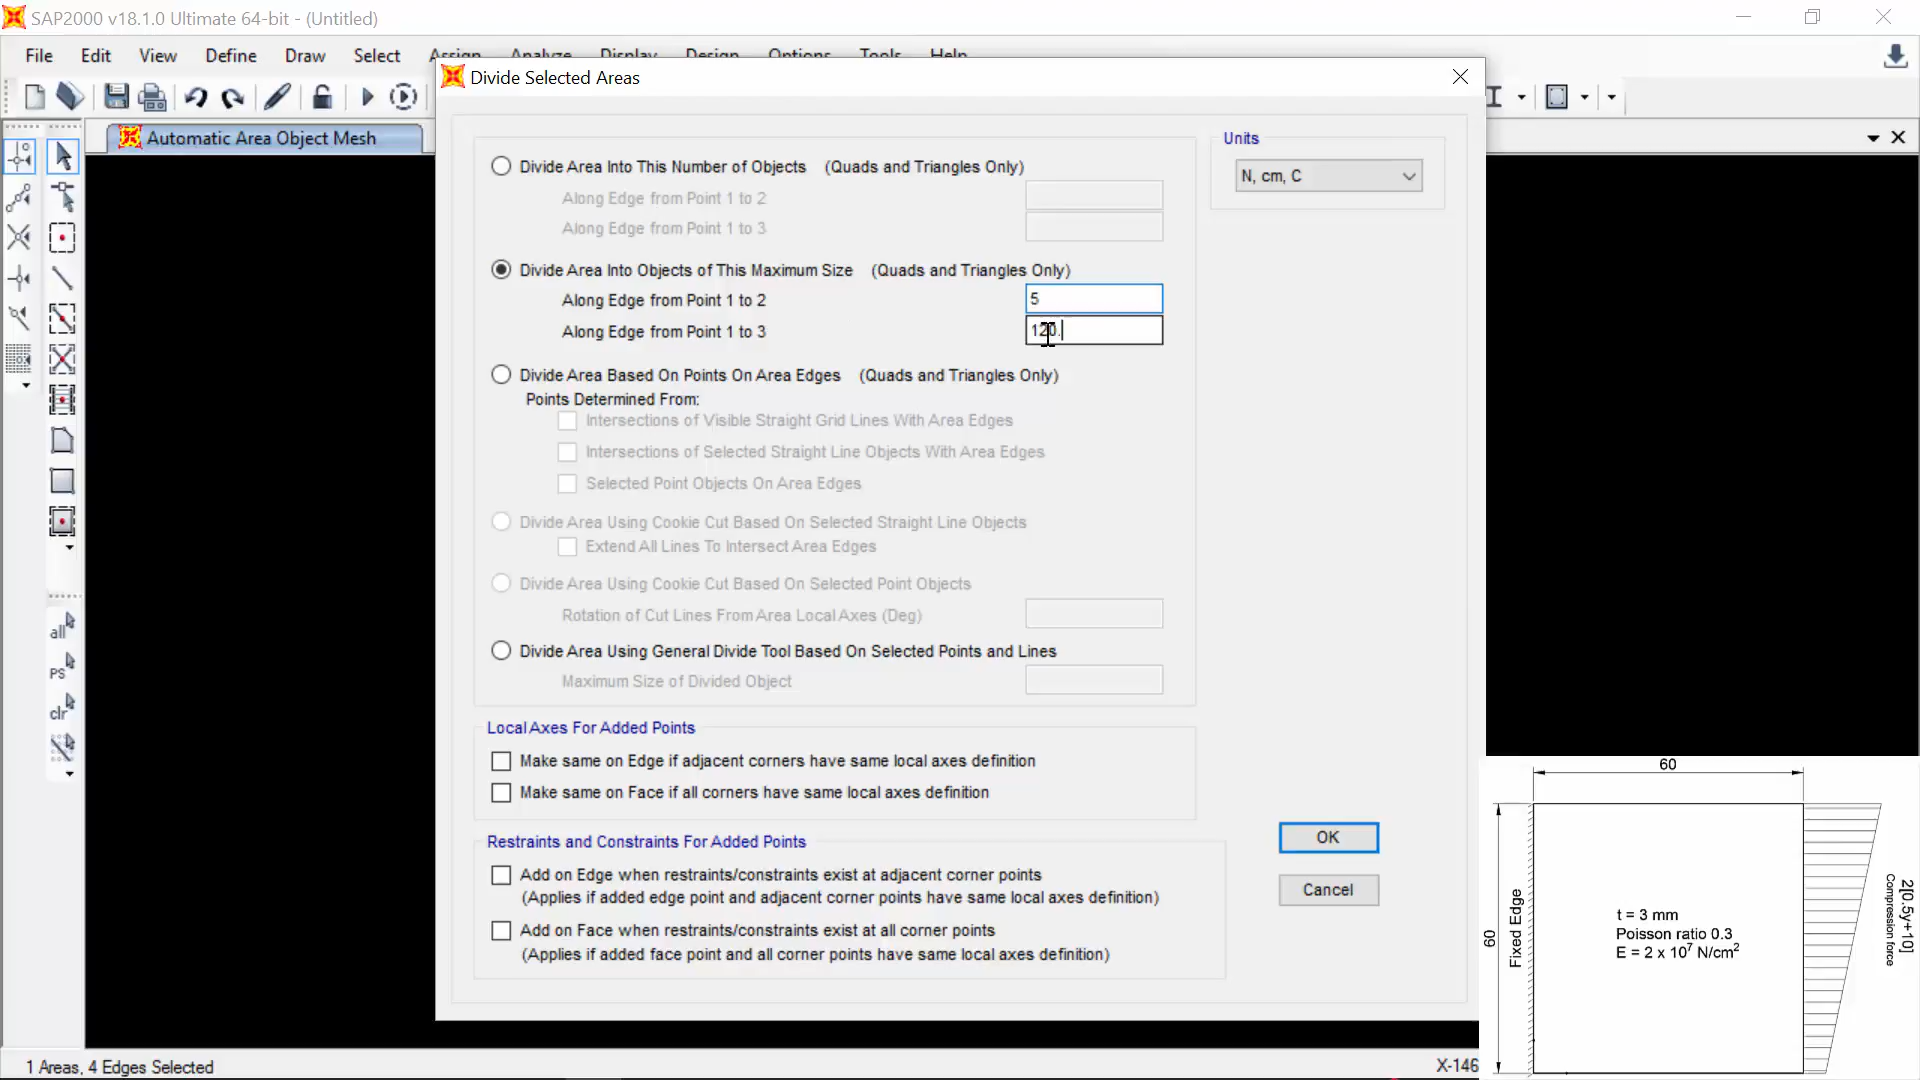 SAP2000 v18.1.0 Ultimate 64-bit - (Untitled)
File Edit View Define Draw Select Assign Analyze Display Design Options Tools Help
Divide Selected Areas
Automatic Area Object Mesh
Divide Area Into This Number of Objects (Quads and Triangles Only)
Along Edge from Point 1 to 2
Along Edge from Point 1 to 3
Units
N, cm, C
Divide Area Into Objects of This Maximum Size (Quads and Triangles Only)
Along Edge from Point 1 to 2 5
Along Edge from Point 1 to 3 120.
Divide Area Based On Points On Area Edges (Quads and Triangles Only)
Points Determined From:
Intersections of Visible Straight Grid Lines With Area Edges
Intersections of Selected Straight Line Objects With Area Edges
Selected Point Objects On Area Edges
Divide Area Using Cookie Cut Based On Selected Straight Line Objects
Extend All Lines To Intersect Area Edges
Divide Area Using Cookie Cut Based On Selected Point Objects
Rotation of Cut Lines From Area Local Axes (Deg)
Divide Area Using General Divide Tool Based On Selected Points and Lines
Maximum Size of Divided Object
Local Axes For Added Points
Make same on Edge if adjacent corners have same local axes definition
Make same on Face if all corners have same local axes definition
Restraints and Constraints For Added Points
Add on Edge when restraints/constraints exist at adjacent corner points
(Applies if added edge point and adjacent corner points have same local axes definition)
Add on Face when restraints/constraints exist at all corner points
(Applies if added face point and all corner points have same local axes definition)
OK
Cancel
all
PS
clr
60
60
Fixed Edge
t = 3 mm
Poisson ratio 0.3
E = 2 x 10⁷ N/cm²
2[0.5y+10]
Compression force
1 Areas, 4 Edges Selected
X-146